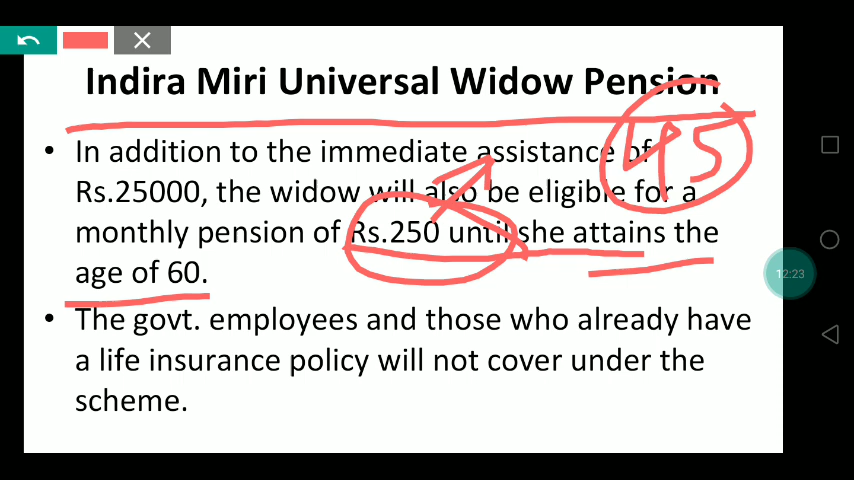 Indira Miri Universal Widow Pension
45
• In addition to the immediate assistance of
Rs.25000, the widow will also be eligible for a
monthly pension of Rs.250 until she attains the
age of 60.
12:23
• The govt. employees and those who already have
a life insurance policy will not cover under the
scheme.